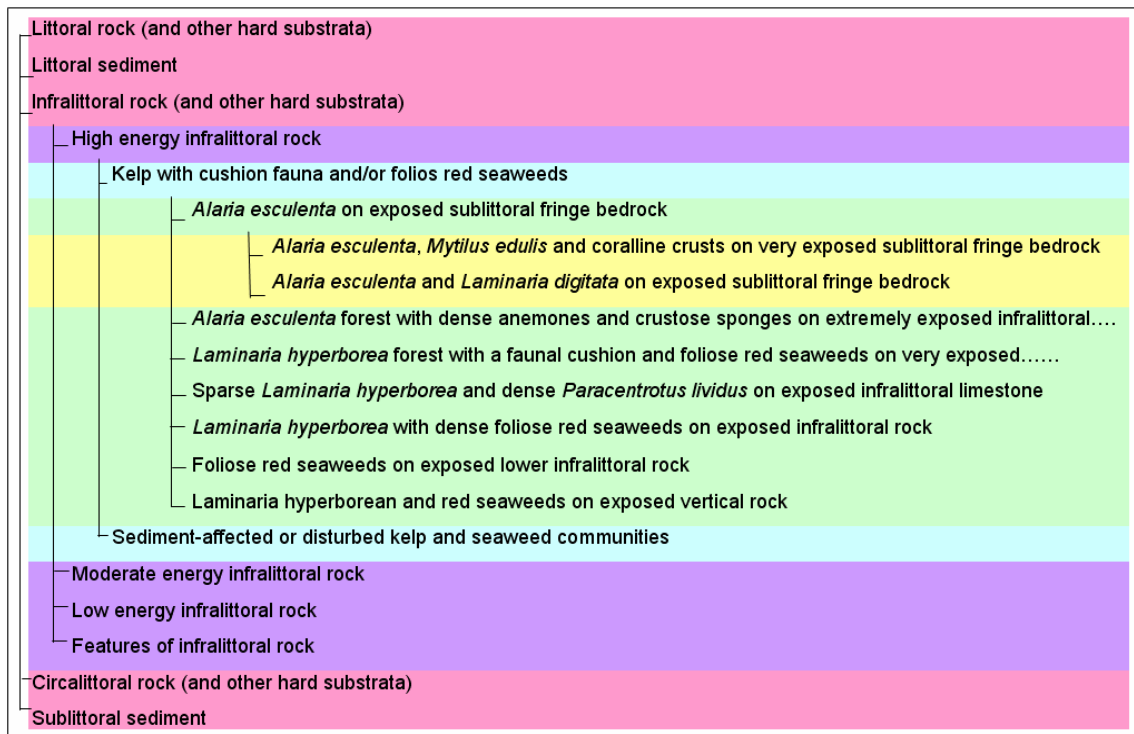 Littoral rock (and other hard substrata)
Littoral sediment
Infralittoral rock (and other hard substrata)
High energy infralittoral rock
Kelp with cushion fauna and/or folios red seaweeds
Alaria esculenta on exposed sublittoral fringe bedrock
Alaria esculenta, Mytilus edulis and coralline crusts on very exposed sublittoral fringe bedrock
Alaria esculenta and Laminaria digitata on exposed sublittoral fringe bedrock
Alaria esculenta forest with dense anemones and crustose sponges on extremely exposed infralittoral....
Laminaria hyperborea forest with a faunal cushion and foliose red seaweeds on very exposed......
Sparse Laminaria hyperborea and dense Paracentrotus lividus on exposed infralittoral limestone
Laminaria hyperborea with dense foliose red seaweeds on exposed infralittoral rock
Foliose red seaweeds on exposed lower infralittoral rock
Laminaria hyperborean and red seaweeds on exposed vertical rock
Sediment-affected or disturbed kelp and seaweed communities
Moderate energy infralittoral rock
Low energy infralittoral rock
Features of infralittoral rock
Circalittoral rock (and other hard substrata)
Sublittoral sediment